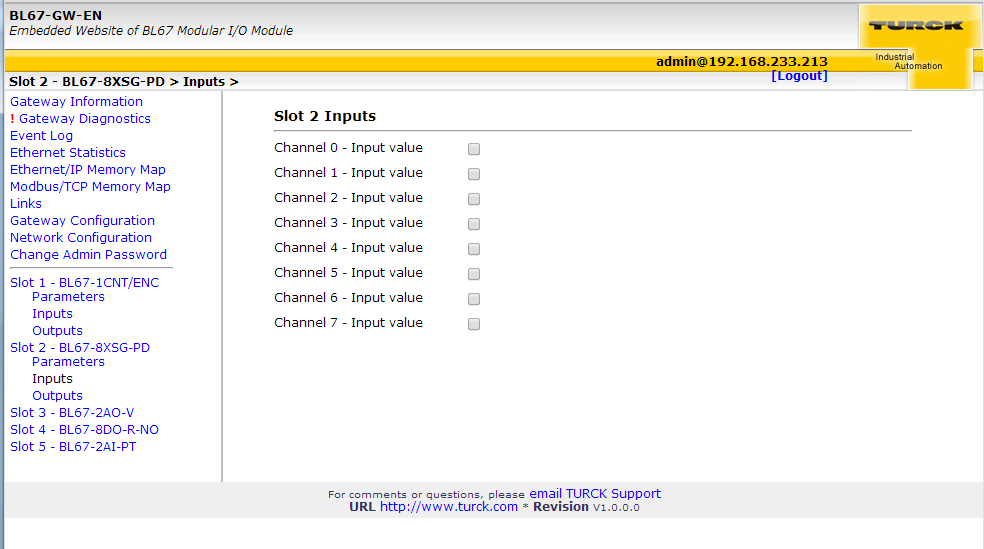 BL67-GW-EN
Embedded Website of BL67 Modular I/O Module
TURCK
Industrial
Automation
admin@192.168.233.213
[Logout]
Slot 2 - BL67-8XSG-PD > Inputs >
Gateway Information
! Gateway Diagnostics
Event Log
Ethernet Statistics
Ethernet/IP Memory Map
Modbus/TCP Memory Map
Links
Gateway Configuration
Network Configuration
Change Admin Password
Slot 1 - BL67-1CNT/ENC
Parameters
Inputs
Outputs
Slot 2 - BL67-8XSG-PD
Parameters
Inputs
Outputs
Slot 3 - BL67-2AO-V
Slot 4 - BL67-8DO-R-NO
Slot 5 - BL67-2AI-PT
Slot 2 Inputs
Channel 0 - Input value
Channel 1 - Input value
Channel 2 - Input value
Channel 3 - Input value
Channel 4 - Input value
Channel 5 - Input value
Channel 6 - Input value
Channel 7 - Input value
For comments or questions, please email TURCK Support
URL http://www.turck.com * Revision V1.0.0.0